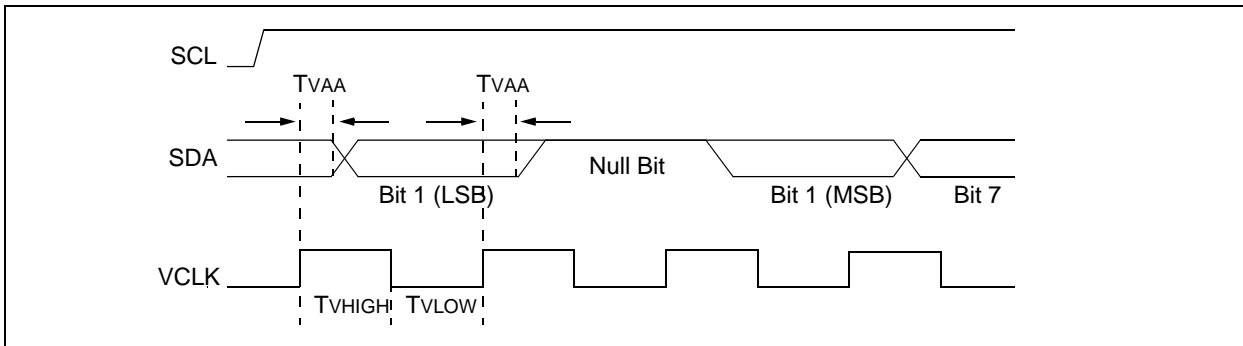 SCL
TVAA TVAA
SDA
Null Bit
Bit 1 (LSB) Bit 1 (MSB) Bit 7
VCLK
TVHIGH TVLOW